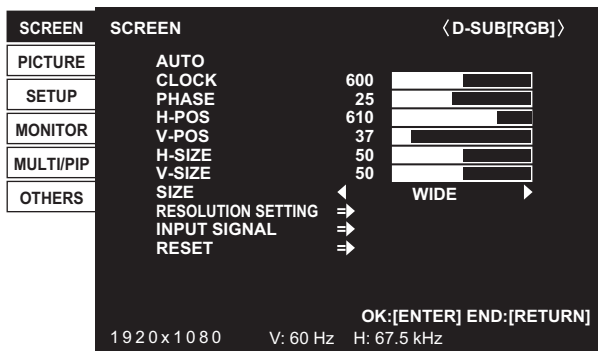 SCREEN
PICTURE
SETUP
MONITOR
MULTI/PIP
OTHERS
SCREEN 〈D-SUB[RGB]〉
AUTO
CLOCK 600
PHASE 25
H-POS 610
V-POS 37
H-SIZE 50
V-SIZE 50
SIZE WIDE
RESOLUTION SETTING
INPUT SIGNAL
RESET
OK:[ENTER] END:[RETURN]
1920x1080 V: 60 Hz H: 67.5 kHz